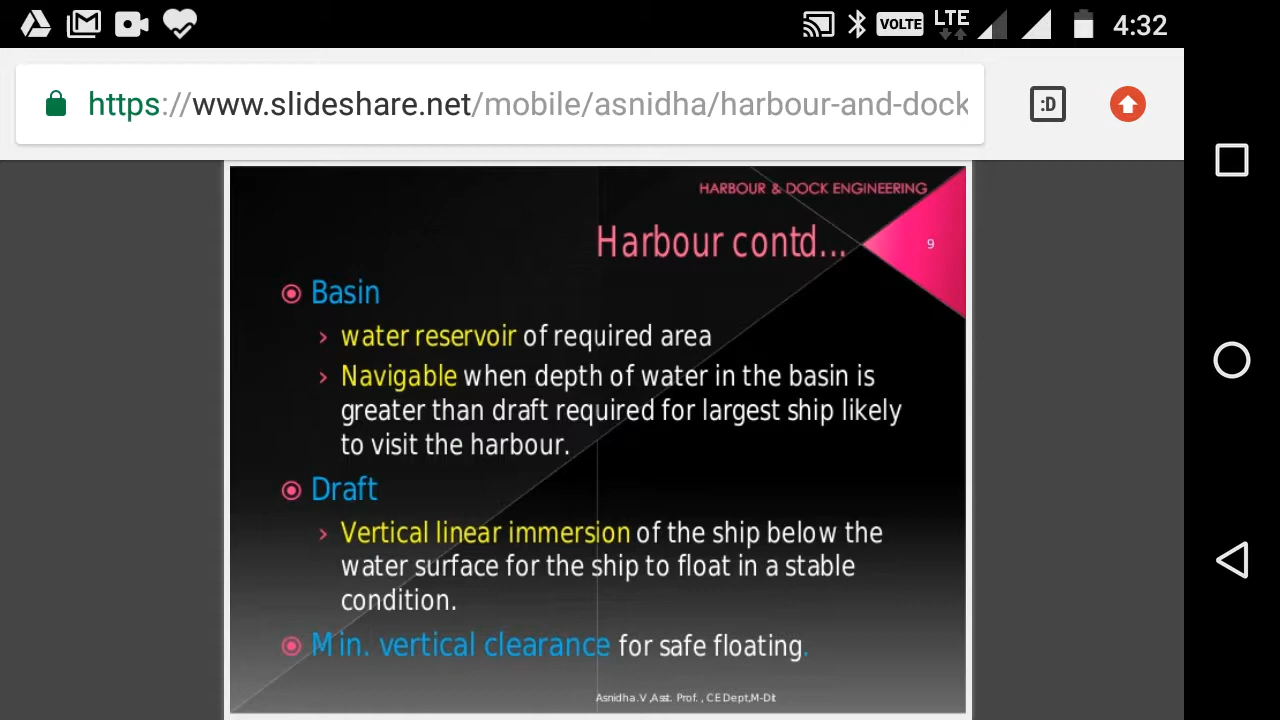 VOLTE LTE 4:32
https://www.slideshare.net/mobile/asnidha/harbour-and-dock :D
HARBOUR & DOCK ENGINEERING
Harbour contd... 9
Basin
water reservoir of required area
Navigable when depth of water in the basin is
greater than draft required for largest ship likely
to visit the harbour.
Draft
Vertical linear immersion of the ship below the
water surface for the ship to float in a stable
condition.
Min. vertical clearance for safe floating.
Asnidha.V ,Asst. Prof. , CE Dept,M-Dit